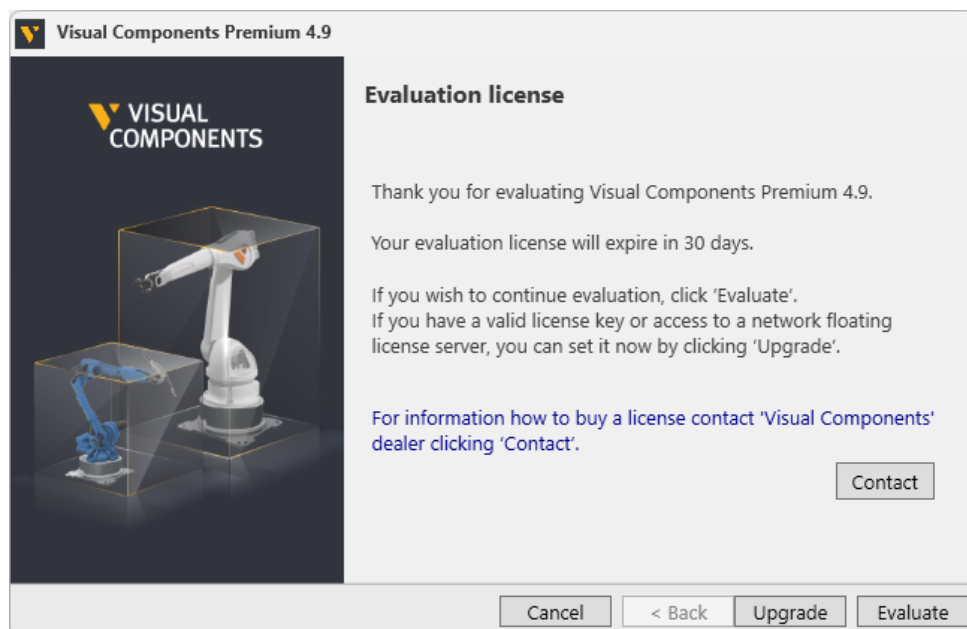 Visual Components Premium 4.9
VISUAL
COMPONENTS
Evaluation license
Thank you for evaluating Visual Components Premium 4.9.
Your evaluation license will expire in 30 days.
If you wish to continue evaluation, click ‘Evaluate‘.
If you have a valid license key or access to a network floating
license server, you can set it now by clicking ‘Upgrade‘.
For information how to buy a license contact 'Visual Components'
dealer clicking ‘Contact‘.
Contact
Cancel
< Back
Upgrade
Evaluate